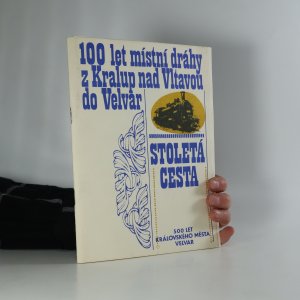 100 let místní dráhy
z Kralup nad Vltavou
do Velvar
STOLETÁ
CESTA
500 LET
KRÁLOVSKÉHO MĚSTA
VELVAR